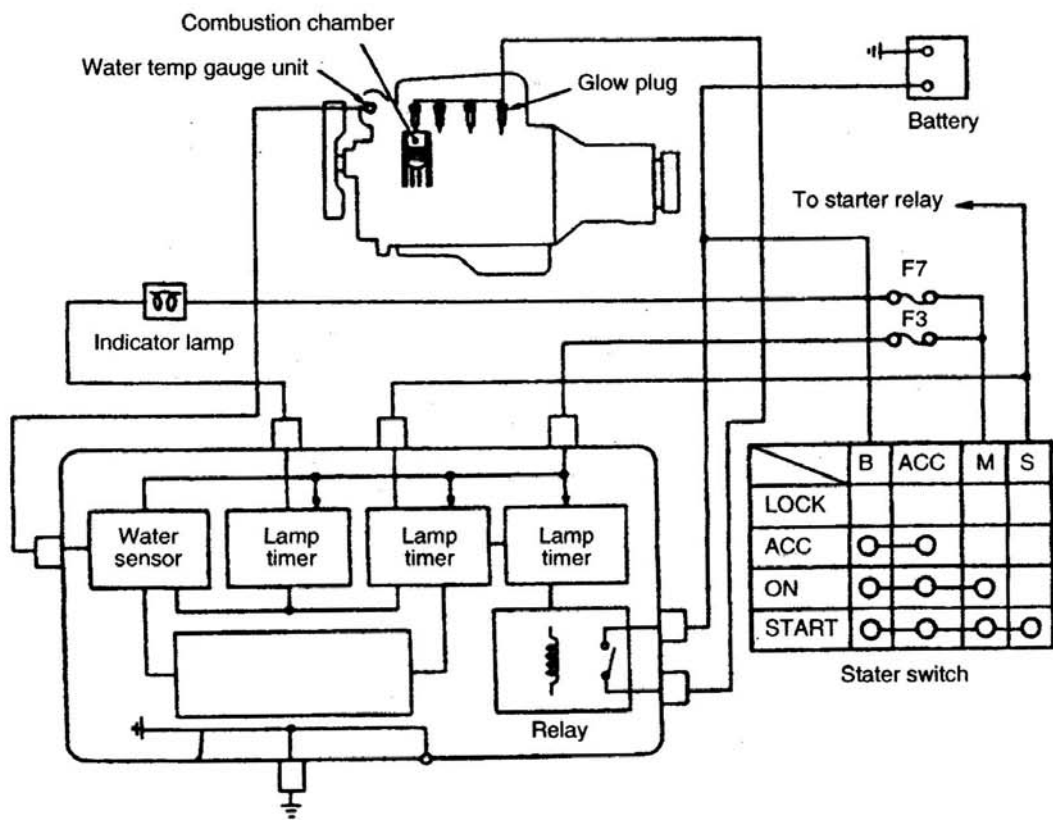 Combustion chamber
Water temp gauge unit
Glow plug
Battery
To starter relay
F7
F3
Indicator lamp
B ACC M S
LOCK
ACC
ON
START
Stater switch
Water
sensor
Lamp
timer
Lamp
timer
Lamp
timer
Relay